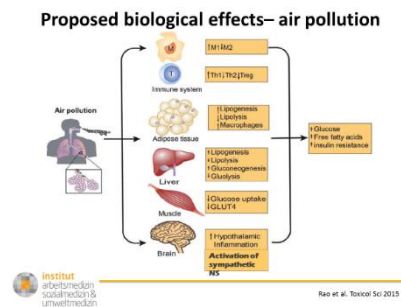 Proposed biological effects– air pollution
M
↑M1↓M2
T
↑Th1↓Th2↓Treg
Immune system
Air pollution
↑Lipogenesis
↓Lipolysis
↑Macrophages
Adipose tissue
↑Glucose
↑Free fatty acids
↑insulin resistance
↑Lipogenesis
↓Lipolysis
↑Gluconeogenesis
↓Gluolysis
Liver
↓Glucose uptake
↓GLUT4
Muscle
↑Hypothalamic
Inflammation
Activation of
sympathetic
NS
Brain
institut
arbeitsmedizin
sozialmedizin &
umweltmedizin
Rao et al. Toxicol Sci 2015